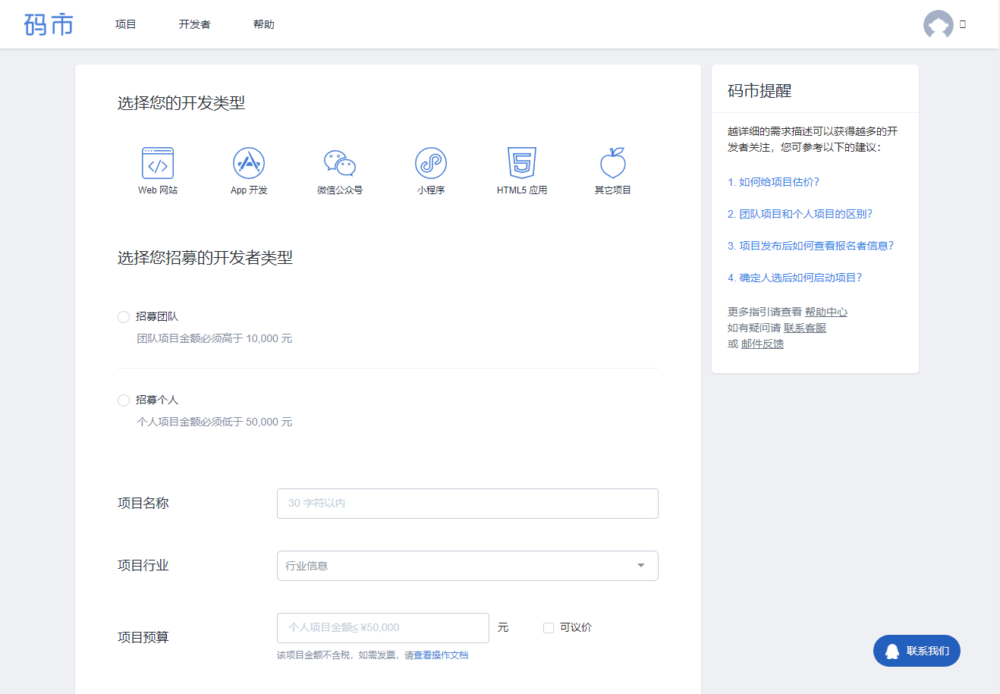 码市
项目 开发者 帮助
选择您的开发类型
Web 网站 App 开发 微信公众号 小程序 HTML5 应用 其它项目
选择您招募的开发者类型
招募团队
团队项目金额必须高于 10,000 元
招募个人
个人项目金额必须低于 50,000 元
项目名称 30 字符以内
项目行业 行业信息
项目预算 个人项目金额≤ ¥50,000 元 可议价
该项目金额不含税，如需发票，请查看操作文档
码市提醒
越详细的需求描述可以获得越多的开
发者关注，您可参考以下的建议：
1. 如何给项目估价？
2. 团队项目和个人项目的区别？
3. 项目发布后如何查看报名者信息？
4. 确定人选后如何启动项目？
更多指引请查看 帮助中心
如有疑问请 联系客服
或 邮件反馈
联系我们